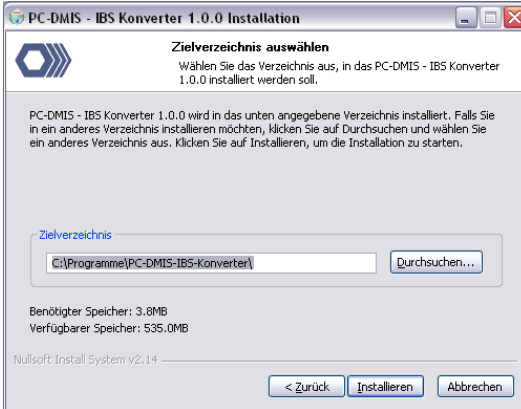 PC-DMIS - IBS Konverter 1.0.0 Installation
Zielverzeichnis auswählen
Wählen Sie das Verzeichnis aus, in das PC-DMIS - IBS Konverter
1.0.0 installiert werden soll.
PC-DMIS - IBS Konverter 1.0.0 wird in das unten angegebene Verzeichnis installiert. Falls Sie
in ein anderes Verzeichnis installieren möchten, klicken Sie auf Durchsuchen und wählen Sie
ein anderes Verzeichnis aus. Klicken Sie auf Installieren, um die Installation zu starten.
Zielverzeichnis
C:\Programme\PC-DMIS-IBS-Konverter\
Durchsuchen...
Benötigter Speicher: 3.8MB
Verfügbarer Speicher: 535.0MB
Nullsoft Install System v2.14
< Zurück
Installieren
Abbrechen